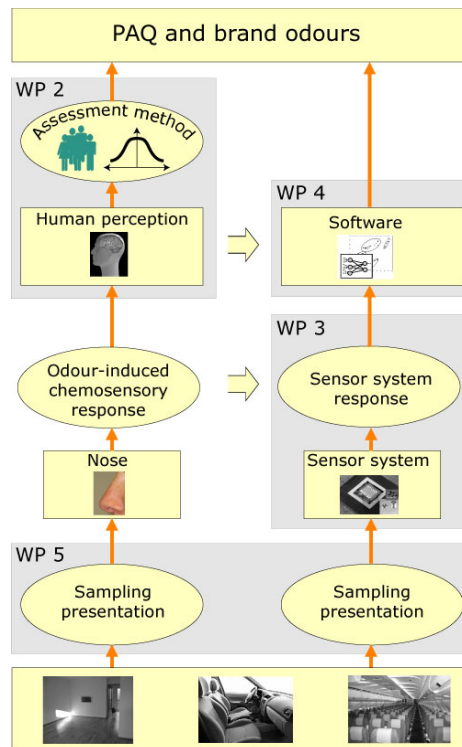 PAQ and brand odours
WP 2
Assessment method
Human perception
WP 4
Software
WP 3
Odour-induced
chemosensory
response
Sensor system
response
Nose
Sensor system
WP 5
Sampling
presentation
Sampling
presentation